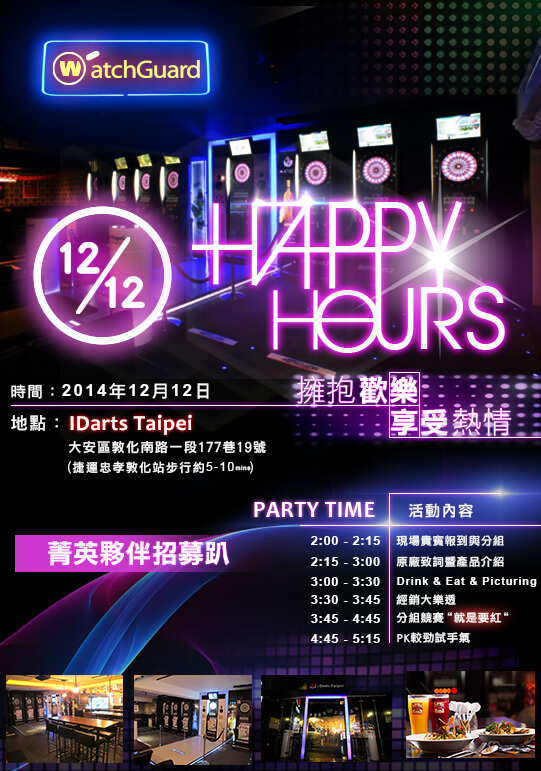 WatchGuard
12/12
HAPPY
HOURS
時間：2014年12月12日
擁抱歡樂
享受熱情
地點：IDarts Taipei
大安區敦化南路一段177巷19號
(捷運忠孝敦化站步行約5-10mins)
PARTY TIME 活動內容
菁英夥伴招募趴
2:00 - 2:15 現場貴賓報到與分組
2:15 - 3:00 原廠致詞暨產品介紹
3:00 - 3:30 Drink & Eat & Picturing
3:30 - 3:45 經銷大樂透
3:45 - 4:45 分組競賽“就是要紅“
4:45 - 5:15 PK較勁試手氣
IDarts Taipei